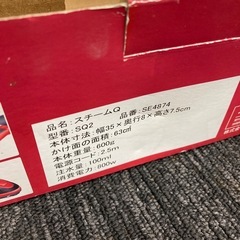 品名：スチームQ
型番：SQ2　品番：SE4874
本体寸法：幅35×奥行8×高さ7.5cm
かけ面の面積：63㎠
本体重量：600g
電源コード：2.5m
注水量：100ml
消費電力：800w